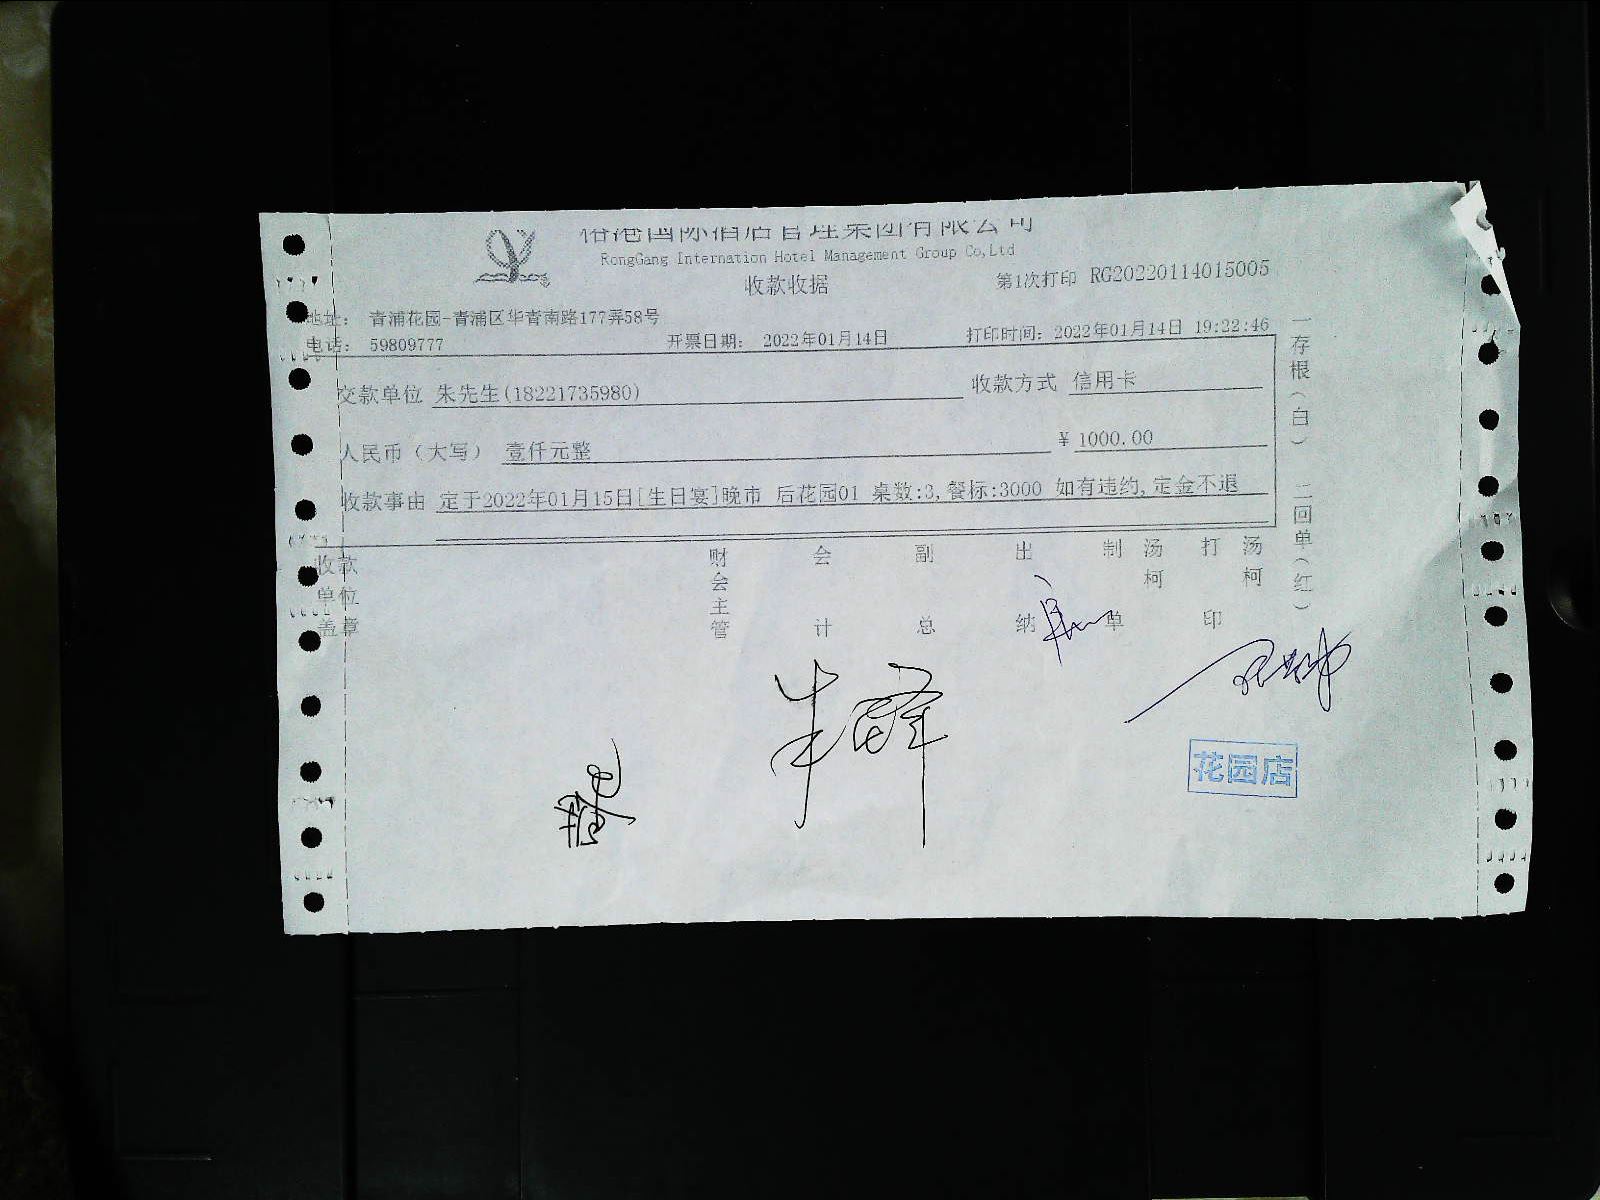 港国际酒店管理集团有限公司
RongGang Internation Hotel Management Group Co,Ltd
收款收据
第1次打印 RG20220114015005
地址： 青浦花园-青浦区华青南路177弄58号
电话： 59809777 开票日期： 2022年01月14日 打印时间：2022年01月14日 19:22:46
交款单位 朱先生(18221735980) 收款方式 信用卡
人民币（大写） 壹仟元整 ￥ 1000.00
收款事由 定于2022年01月15日[生日宴]晚市 后花园01 桌数:3,餐标:3000 如有违约,定金不退
收款单位盖章 财会主管 会计 副总 出纳 制单 汤柯 打印 汤柯
一存根（白） 二回单（红）
花园店